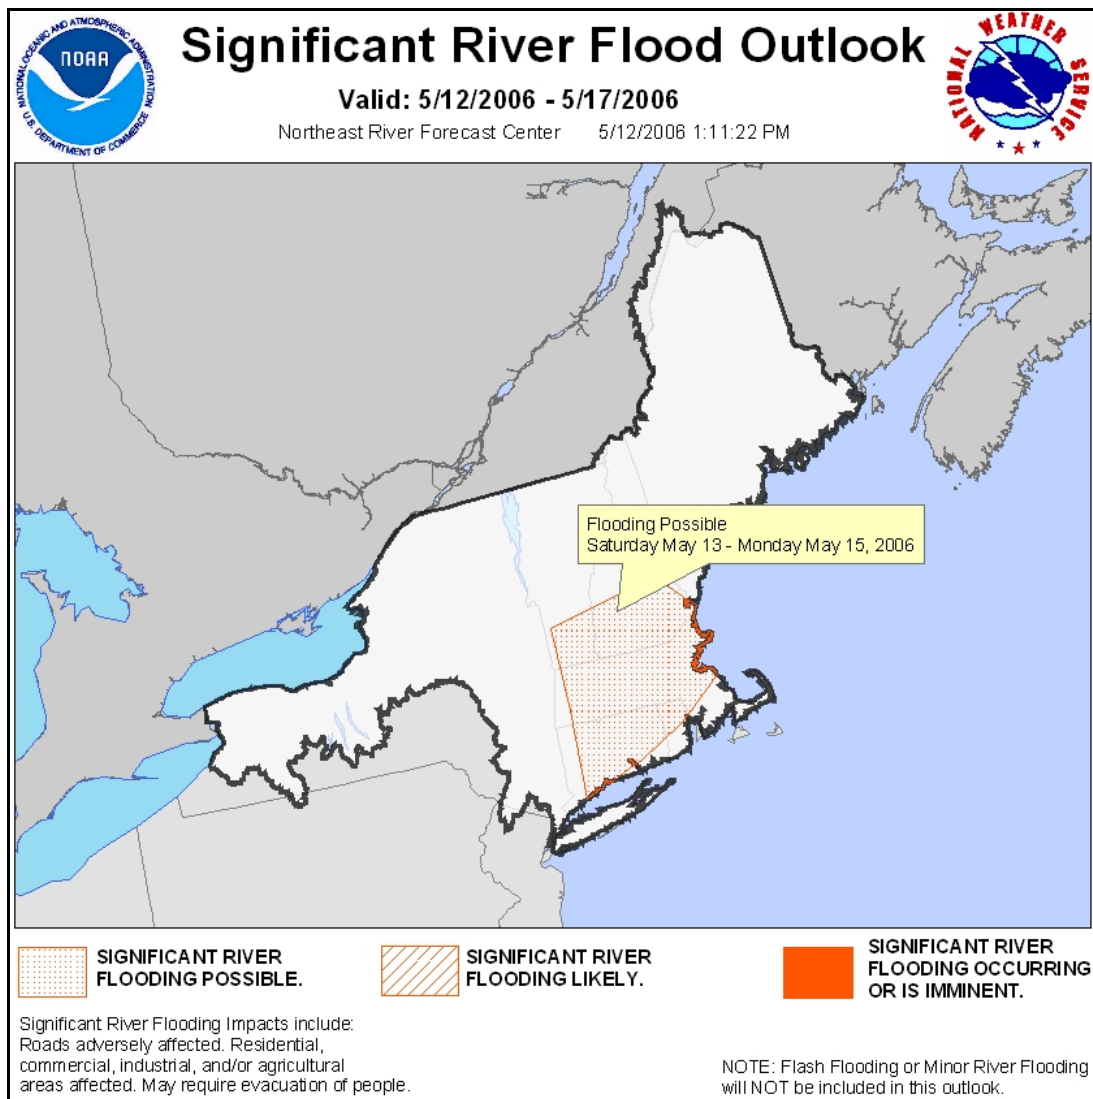 NATIONAL OCEANIC AND ATMOSPHERIC ADMINISTRATION
U.S. DEPARTMENT OF COMMERCE
NOAA
Significant River Flood Outlook
Valid: 5/12/2006 - 5/17/2006
Northeast River Forecast Center 5/12/2006 1:11:22 PM
NATIONAL WEATHER SERVICE
Flooding Possible
Saturday May 13 - Monday May 15, 2006
SIGNIFICANT RIVER
FLOODING POSSIBLE.
SIGNIFICANT RIVER
FLOODING LIKELY.
SIGNIFICANT RIVER
FLOODING OCCURRING
OR IS IMMINENT.
Significant River Flooding Impacts include:
Roads adversely affected. Residential,
commercial, industrial, and/or agricultural
areas affected. May require evacuation of people.
NOTE: Flash Flooding or Minor River Flooding
will NOT be included in this outlook.